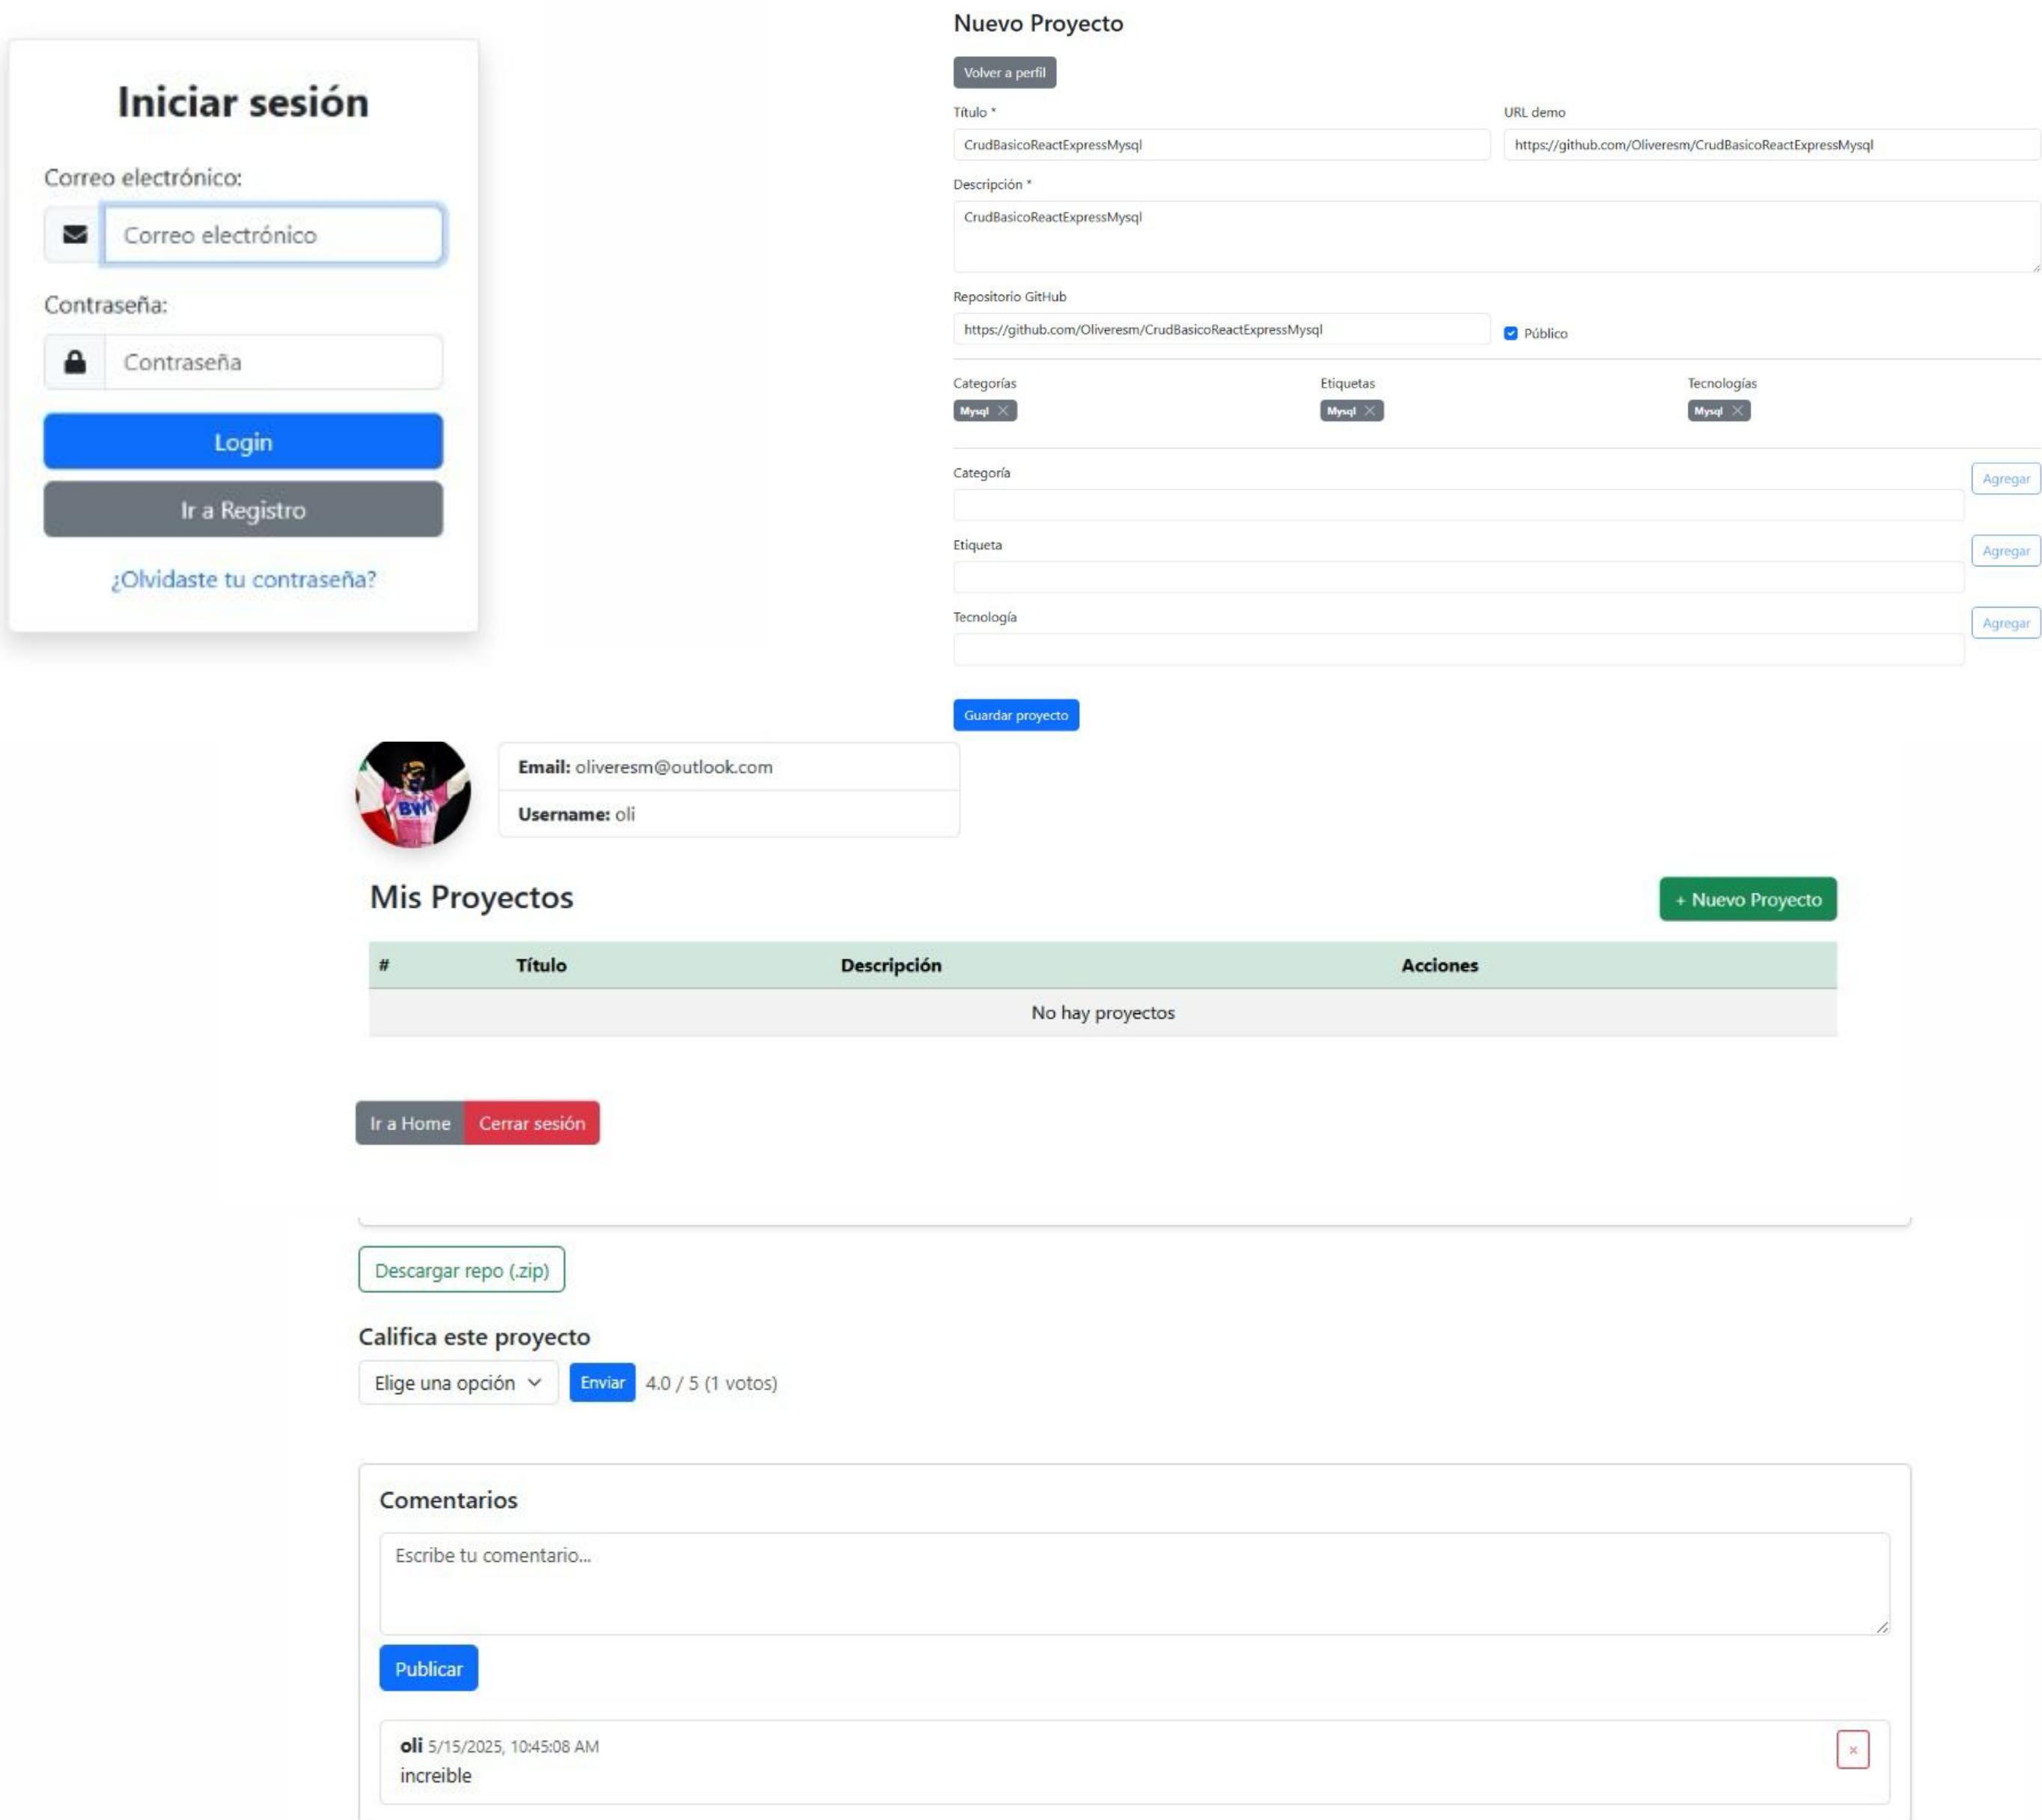 Iniciar sesión
Correo electrónico:
Correo electrónico
Contraseña:
Contraseña
Login
Ir a Registro
¿Olvidaste tu contraseña?
Nuevo Proyecto
Volver a perfil
Título * URL demo
CrudBasicoReactExpressMysql https://github.com/Oliveresm/CrudBasicoReactExpressMysql
Descripción *
CrudBasicoReactExpressMysql
Repositorio GitHub
https://github.com/Oliveresm/CrudBasicoReactExpressMysql Público
Categorías Etiquetas Tecnologías
Mysql Mysql Mysql
Categoría Agregar
Etiqueta Agregar
Tecnología Agregar
Guardar proyecto
BWT
Email: oliveresm@outlook.com
Username: oli
Mis Proyectos + Nuevo Proyecto
# Título Descripción Acciones
No hay proyectos
Ir a Home Cerrar sesión
Descargar repo (.zip)
Califica este proyecto
Elige una opción Enviar 4.0 / 5 (1 votos)
Comentarios
Escribe tu comentario...
Publicar
oli 5/15/2025, 10:45:08 AM ×
increible